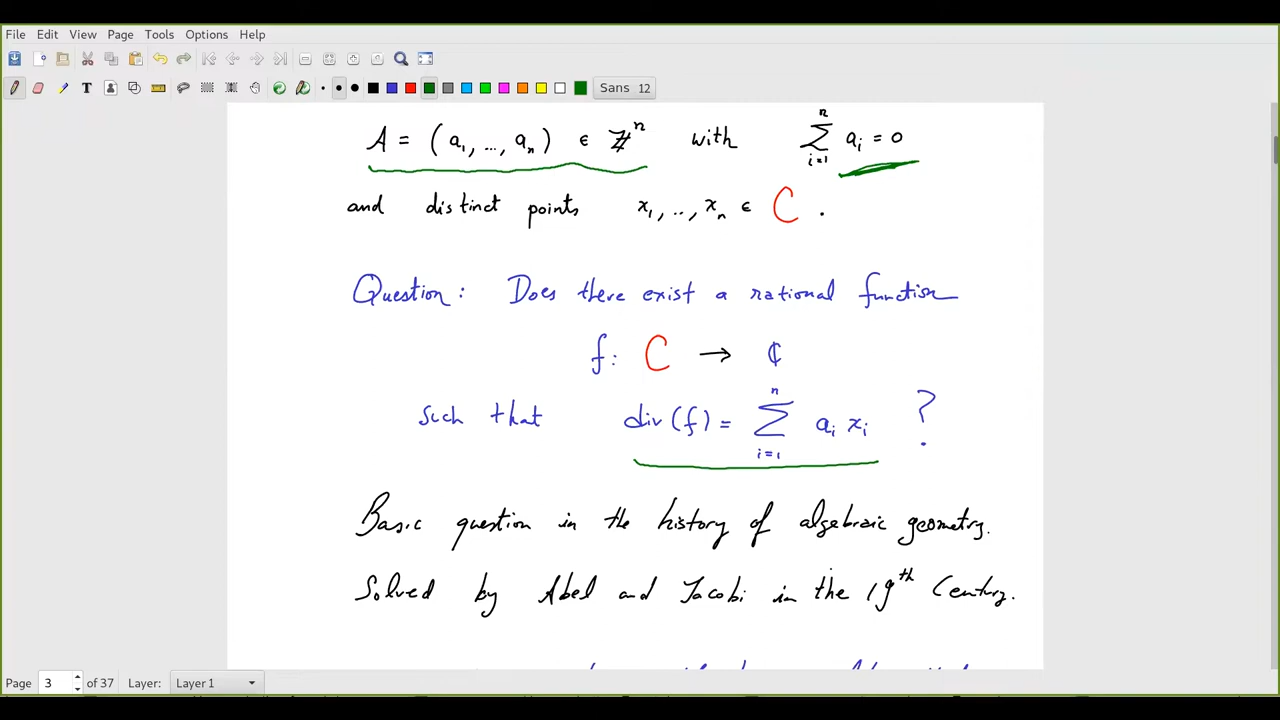 File Edit View Page Tools Options Help
Sans 12
A = (a₁, ..., aₙ) ∈ ℤⁿ with ∑ᵢ₌₁ⁿ aᵢ = 0
and distinct points x₁, .., xₙ ∈ C .
Question: Does there exist a rational function
f: C → ℂ
such that div(f) = ∑ᵢ₌₁ⁿ aᵢ xᵢ ?
Basic question in the history of algebraic geometry.
Solved by Abel and Jacobi in the 19th Century.
Page 3 of 37 Layer: Layer 1